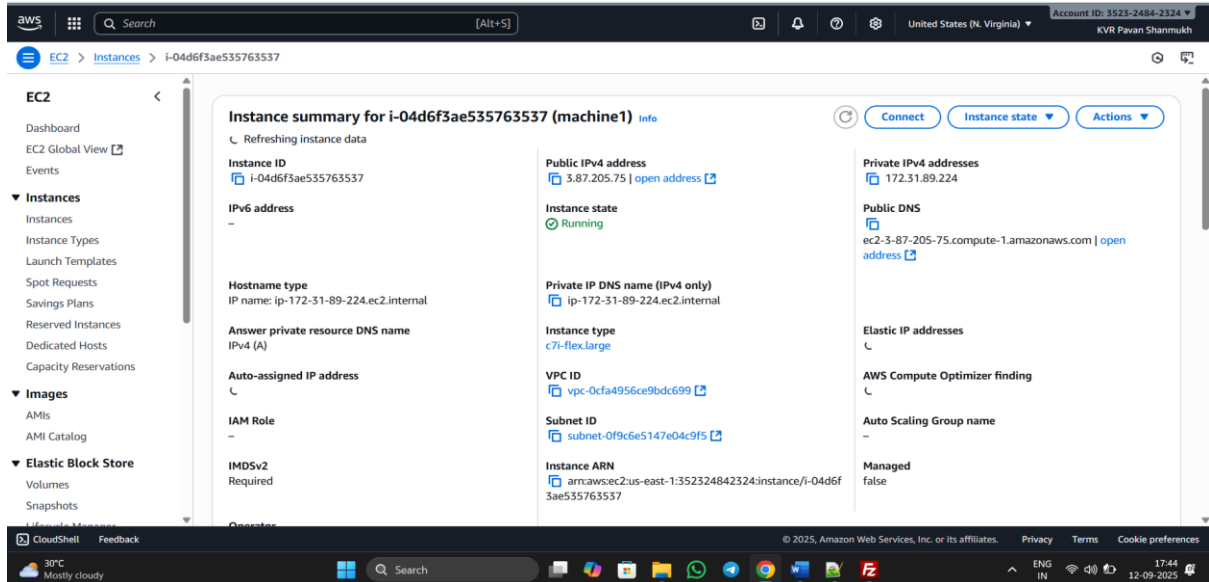 aws
Search [Alt+S]
United States (N. Virginia) ▼
Account ID: 3523-2484-2324 ▼
KVR Pavan Shanmukh
EC2 > Instances > i-04d6f3ae535763537
EC2
Dashboard
EC2 Global View
Events
▼ Instances
Instances
Instance Types
Launch Templates
Spot Requests
Savings Plans
Reserved Instances
Dedicated Hosts
Capacity Reservations
▼ Images
AMIs
AMI Catalog
▼ Elastic Block Store
Volumes
Snapshots
Lifecycle Manager
Instance summary for i-04d6f3ae535763537 (machine1) Info
Connect
Instance state ▼
Actions ▼
Refreshing instance data
Instance ID
i-04d6f3ae535763537
Public IPv4 address
3.87.205.75 | open address
Private IPv4 addresses
172.31.89.224
IPv6 address
–
Instance state
Running
Public DNS
ec2-3-87-205-75.compute-1.amazonaws.com | open
address
Hostname type
IP name: ip-172-31-89-224.ec2.internal
Private IP DNS name (IPv4 only)
ip-172-31-89-224.ec2.internal
Answer private resource DNS name
IPv4 (A)
Instance type
c7i-flex.large
Elastic IP addresses
Auto-assigned IP address
VPC ID
vpc-0cfa4956ce9bdc699
AWS Compute Optimizer finding
IAM Role
–
Subnet ID
subnet-0f9c6e5147e04c9f5
Auto Scaling Group name
–
IMDSv2
Required
Instance ARN
arn:aws:ec2:us-east-1:352324842324:instance/i-04d6f
3ae535763537
Managed
false
Operator
CloudShell Feedback
© 2025, Amazon Web Services, Inc. or its affiliates. Privacy Terms Cookie preferences
30°C
Mostly cloudy
Search
ENG
IN
17:44
12-09-2025